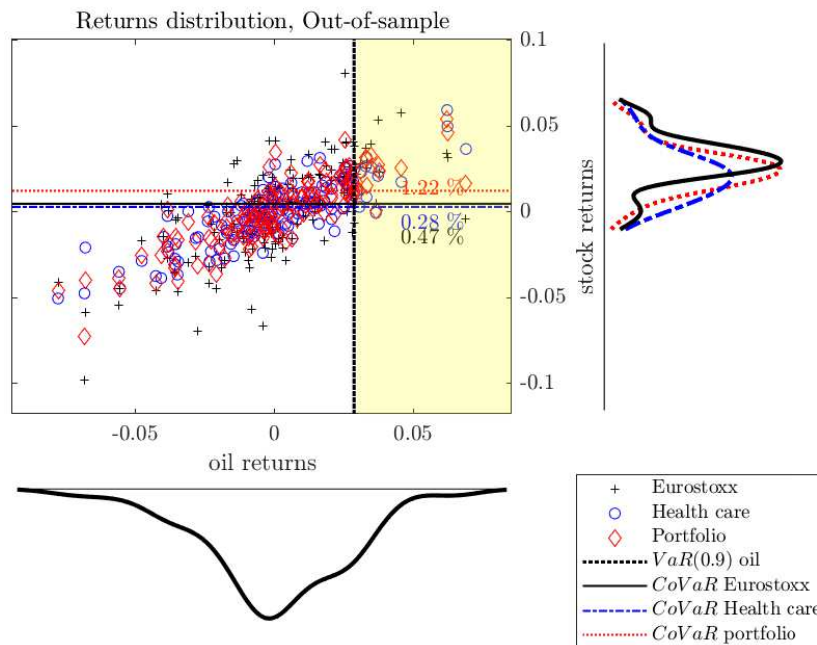 Returns distribution, Out-of-sample
0.1
0.05
1.22 %
0
0.28 %
0.47 %
-0.05
-0.1
stock returns
-0.05
0
0.05
oil returns
Eurostoxx
Health care
Portfolio
VaR(0.9) oil
CoVaR Eurostoxx
CoVaR Health care
CoVaR portfolio